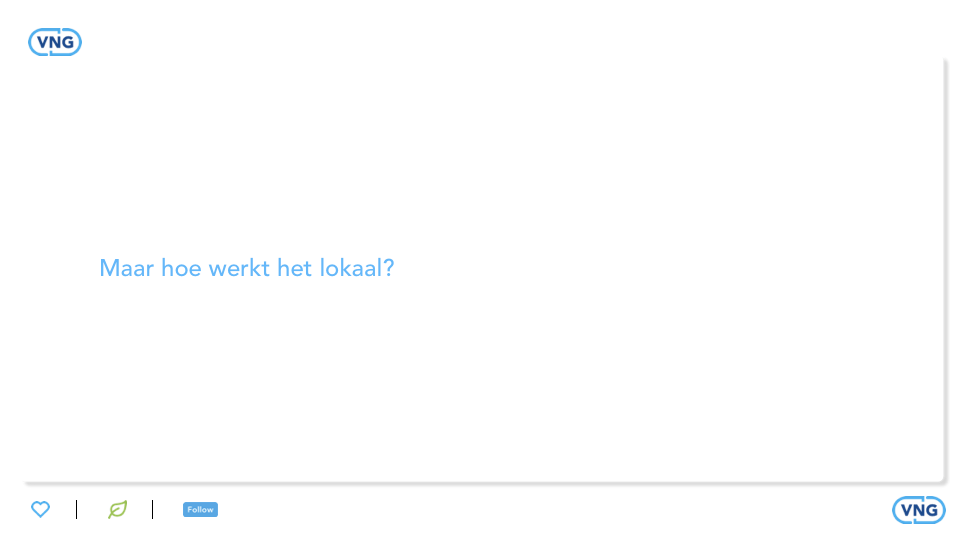 VNG
Maar hoe werkt het lokaal?
Follow
VNG